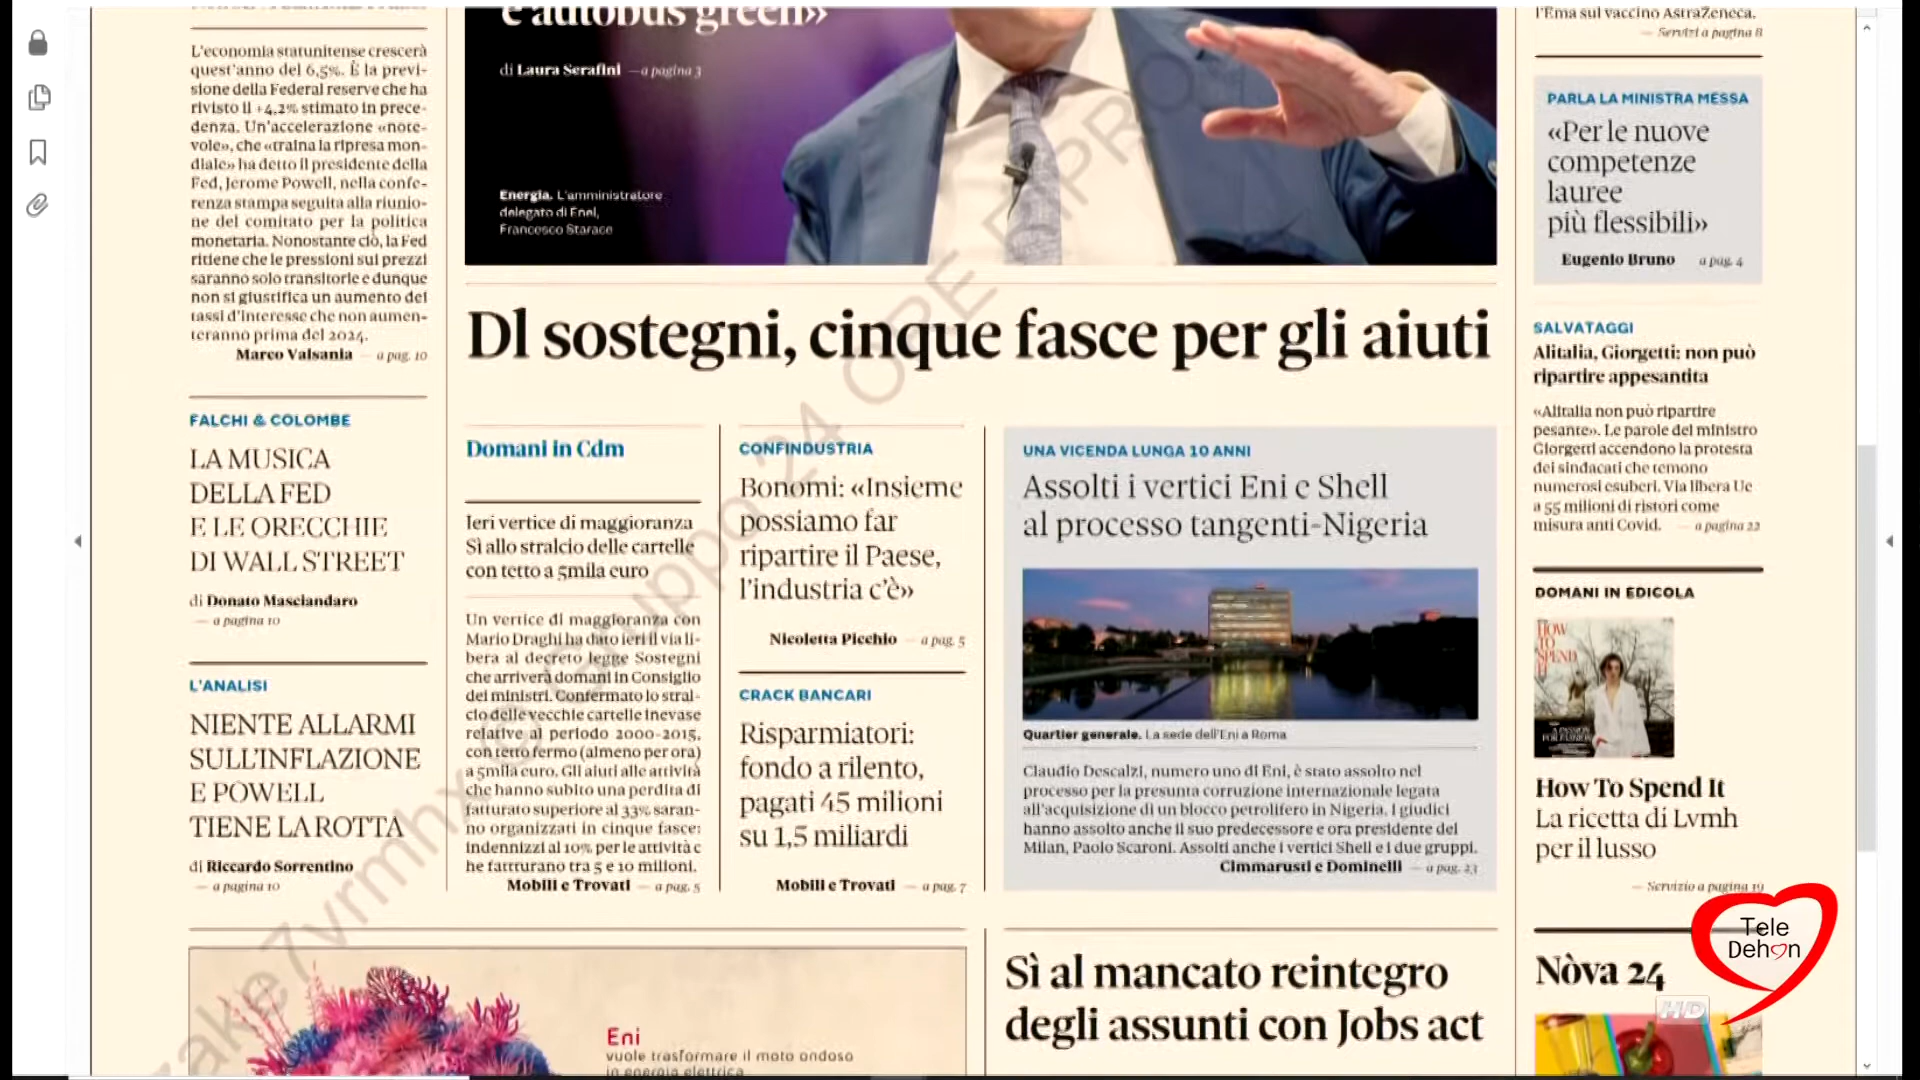 e autobus green»
di Laura Serafini —a pagina 3
Energia. L'amministratore
delegato di Enel,
Francesco Starace
L'economia statunitense crescerà
quest'anno del 6,5%. È la previ-
sione della Federal reserve che ha
rivisto il +4,2% stimato in prece-
denza. Un'accelerazione «note-
vole», che «traina la ripresa mon-
diale» ha detto il presidente della
Fed, Jerome Powell, nella confe-
renza stampa seguita alla riunio-
ne del comitato per la politica
monetaria. Nonostante ciò, la Fed
ritiene che le pressioni sui prezzi
saranno solo transitorie e dunque
non si giustifica un aumento dei
tassi d'interesse che non aumen-
teranno prima del 2024.
Marco Valsania — a pag. 10
FALCHI & COLOMBE
LA MUSICA
DELLA FED
E LE ORECCHIE
DI WALL STREET
di Donato Masciandaro
— a pagina 10
L'ANALISI
NIENTE ALLARMI
SULL'INFLAZIONE
E POWELL
TIENE LA ROTTA
di Riccardo Sorrentino
— a pagina 10
Dl sostegni, cinque fasce per gli aiuti
Domani in Cdm
Ieri vertice di maggioranza
Sì allo stralcio delle cartelle
con tetto a 5mila euro
Un vertice di maggioranza con
Mario Draghi ha dato ieri il via li-
bera al decreto legge Sostegni
che arriverà domani in Consiglio
dei ministri. Confermato lo stral-
cio delle vecchie cartelle inevase
relative al periodo 2000-2015,
con tetto fermo (almeno per ora)
a 5mila euro. Gli aiuti alle attività
che hanno subito una perdita di
fatturato superiore al 33% saran-
no organizzati in cinque fasce:
indennizzi al 10% per le attività c
he fattturano tra 5 e 10 milioni.
Mobili e Trovati — a pag. 5
CONFINDUSTRIA
Bonomi: «Insieme
possiamo far
ripartire il Paese,
l'industria c'è»
Nicoletta Picchio — a pag. 5
CRACK BANCARI
Risparmiatori:
fondo a rilento,
pagati 45 milioni
su 1,5 miliardi
Mobili e Trovati — a pag. 7
UNA VICENDA LUNGA 10 ANNI
Assolti i vertici Eni e Shell
al processo tangenti-Nigeria
Quartier generale. La sede dell'Eni a Roma
Claudio Descalzi, numero uno di Eni, è stato assolto nel
processo per la presunta corruzione internazionale legata
all'acquisizione di un blocco petrolifero in Nigeria. I giudici
hanno assolto anche il suo predecessore e ora presidente del
Milan, Paolo Scaroni. Assolti anche i vertici Shell e i due gruppi.
Cimmarusti e Dominelli — a pag. 23
l'Ema sul vaccino AstraZeneca.
— Servizi a pagina 8
PARLA LA MINISTRA MESSA
«Per le nuove
competenze
lauree
più flessibili»
Eugenio Bruno a pag. 4
SALVATAGGI
Alitalia, Giorgetti: non può
ripartire appesantita
«Alitalia non può ripartire
pesante». Le parole del ministro
Giorgetti accendono la protesta
dei sindacati che temono
numerosi esuberi. Via libera Ue
a 55 milioni di ristori come
misura anti Covid. — a pagina 22
DOMANI IN EDICOLA
HOW
TO
SPEND
IT
How To Spend It
La ricetta di Lvmh
per il lusso
— Servizio a pagina 19
Nòva 24
Tele
Dehon
HD
Sì al mancato reintegro
degli assunti con Jobs act
Eni
vuole trasformare il moto ondoso
in energia elettrica